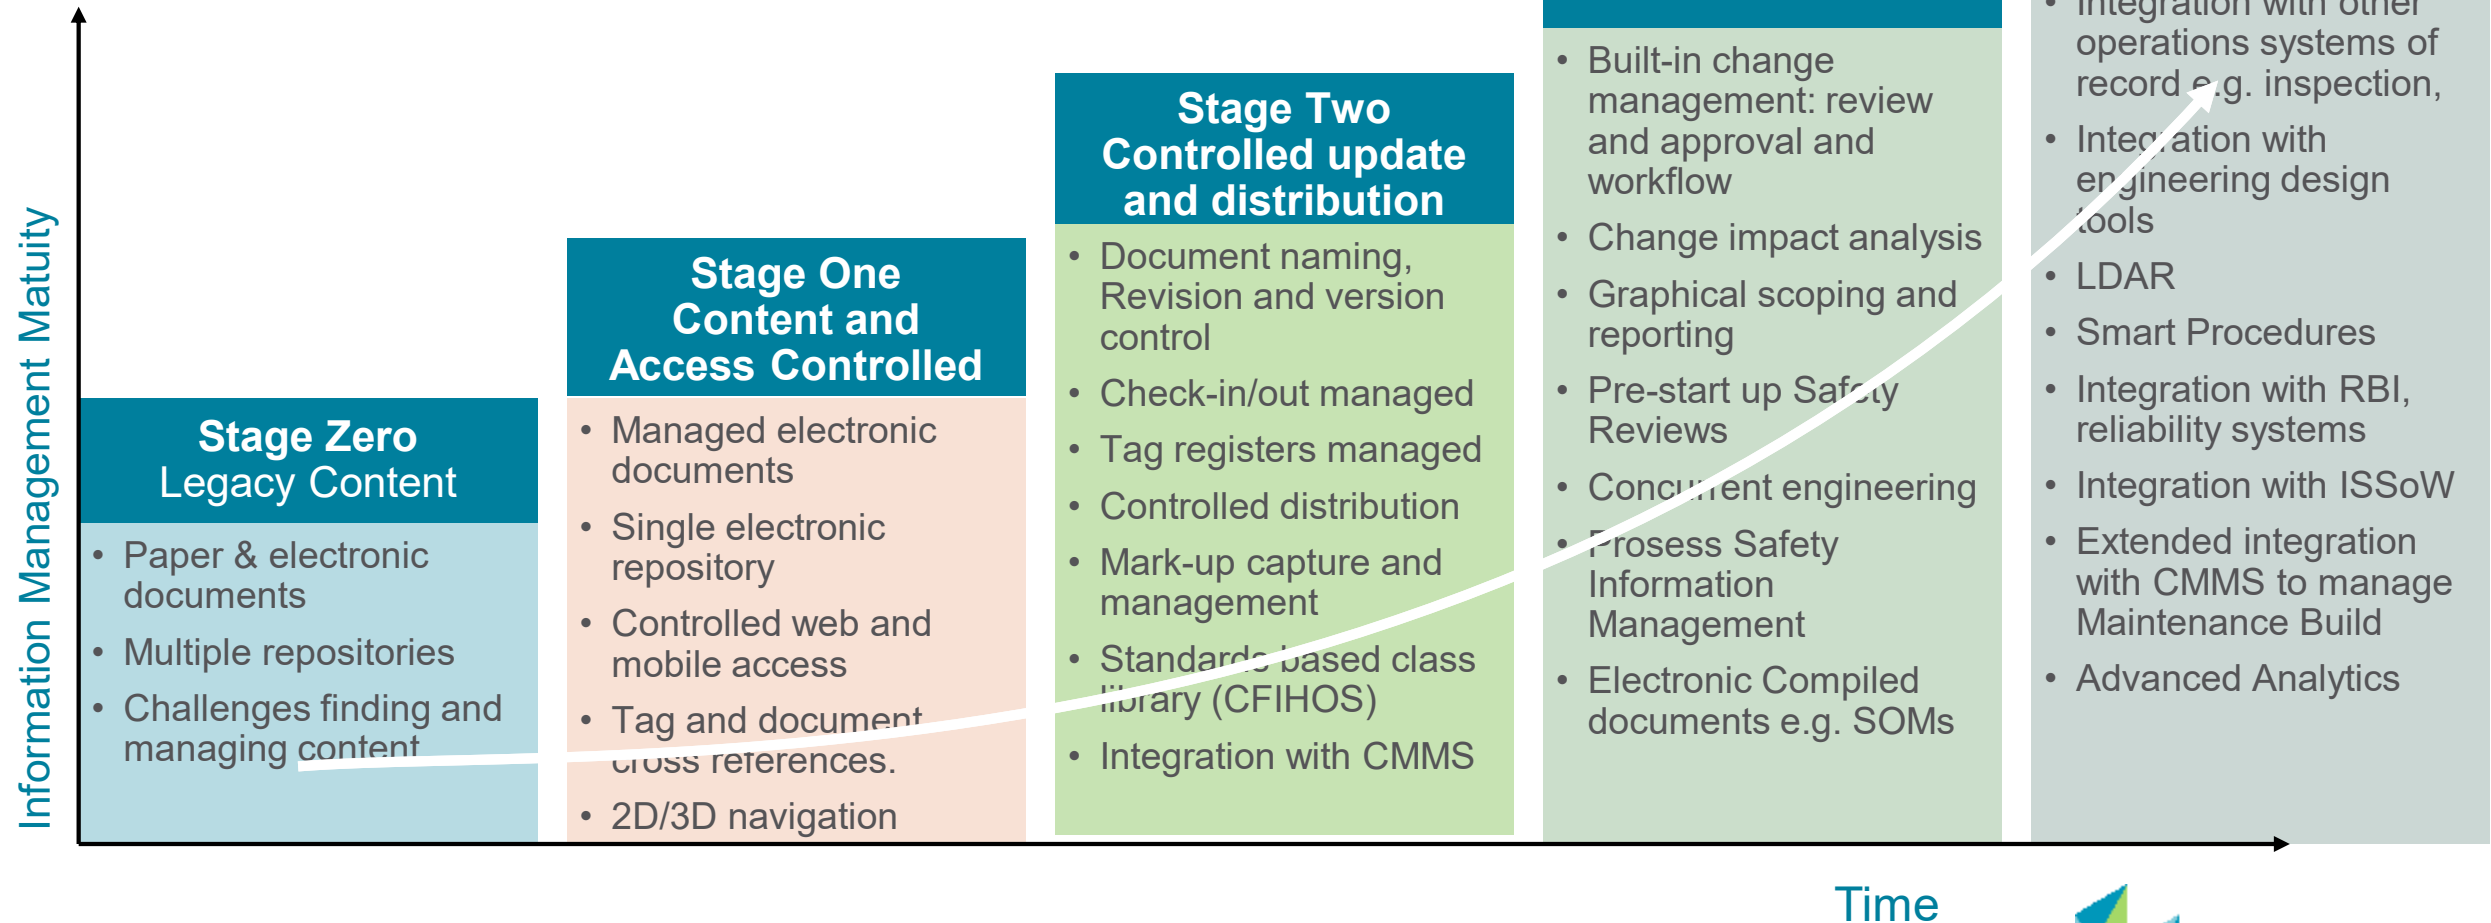 Information Management Matuity
Stage Zero
Legacy Content
• Paper & electronic
documents
• Multiple repositories
• Challenges finding and
managing content
Stage One
Content and
Access Controlled
• Managed electronic
documents
• Single electronic
repository
• Controlled web and
mobile access
• Tag and document
cross references.
• 2D/3D navigation
Stage Two
Controlled update
and distribution
• Document naming,
Revision and version
control
• Check-in/out managed
• Tag registers managed
• Controlled distribution
• Mark-up capture and
management
• Standards based class
library (CFIHOS)
• Integration with CMMS
• Built-in change
management: review
and approval and
workflow
• Change impact analysis
• Graphical scoping and
reporting
• Pre-start up Safety
Reviews
• Concurrent engineering
• Prosess Safety
Information
Management
• Electronic Compiled
documents e.g. SOMs
• Integration with other
operations systems of
record e.g. inspection,
• Integration with
engineering design
tools
• LDAR
• Smart Procedures
• Integration with RBI,
reliability systems
• Integration with ISSoW
• Extended integration
with CMMS to manage
Maintenance Build
• Advanced Analytics
Time